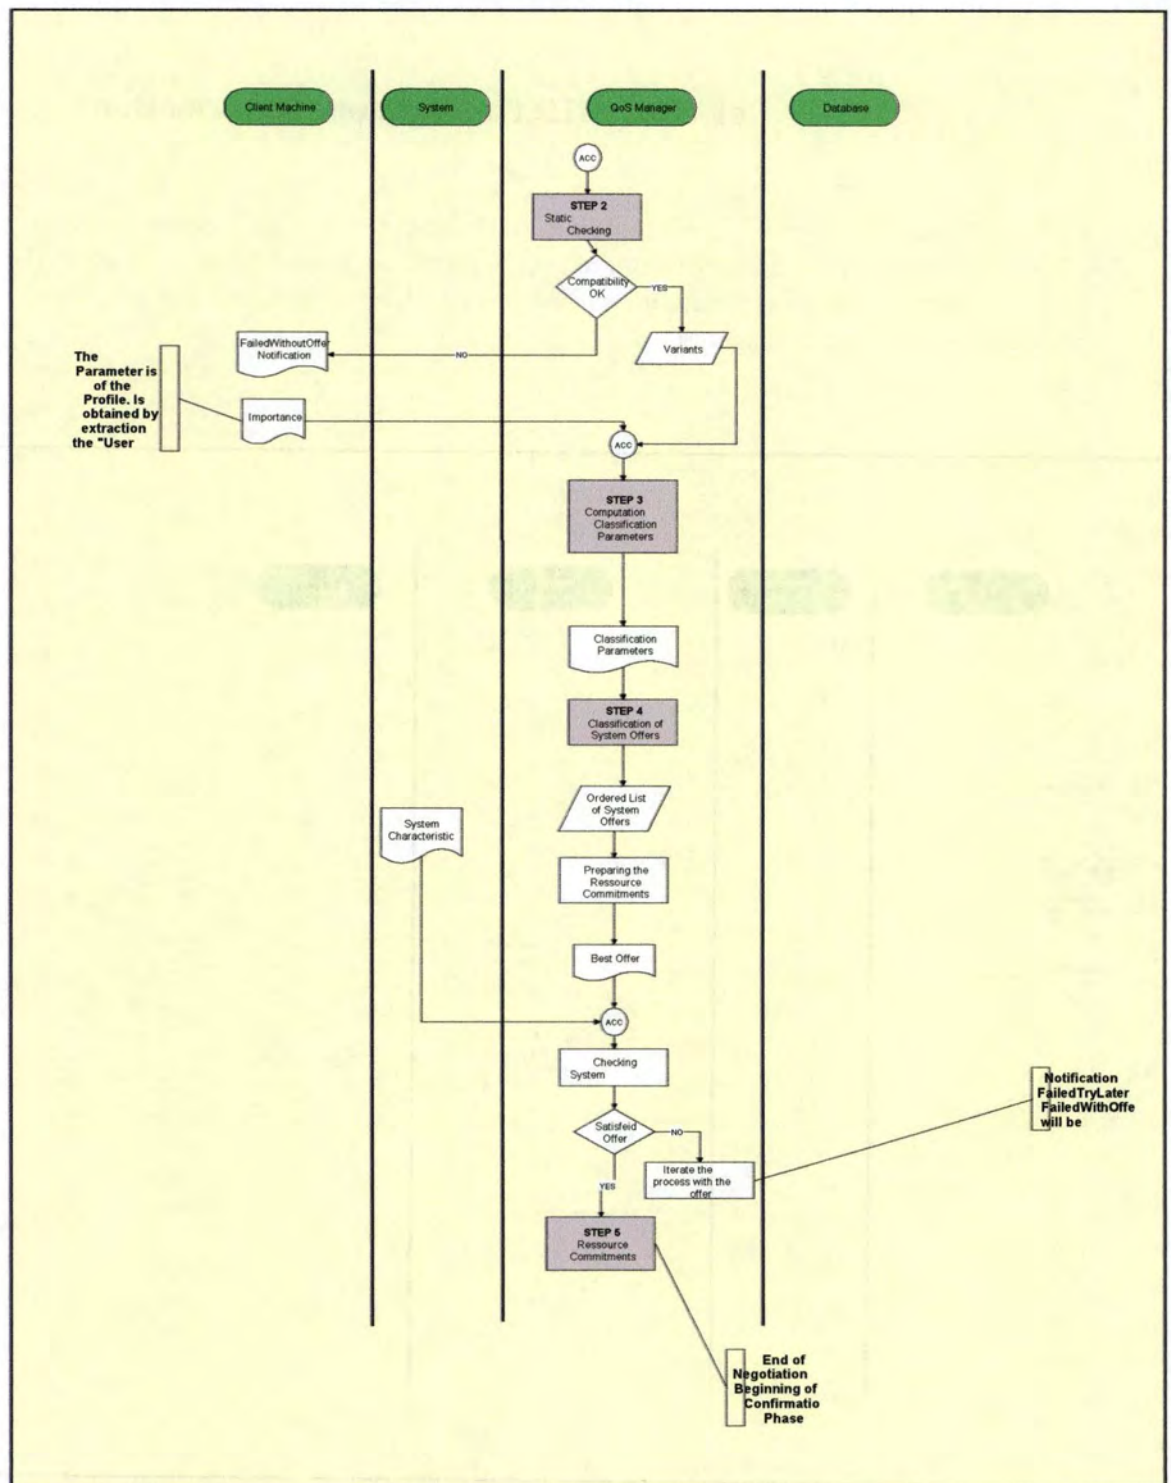 Client Machine
System
QoS Manager
Database
ACC
STEP 2
Static
Checking
Compatibility
OK
YES
Variants
NO
FailedWithoutOffer
Notification
The
Parameter is
of the
Profile. Is
obtained by
extraction
the "User
Importance
ACC
STEP 3
Computation
Classification
Parameters
Classification
Parameters
STEP 4
Classification of
System Offers
Ordered List
of System
Offers
System
Characteristic
Preparing the
Ressource
Commitments
Best Offer
ACC
Checking
System
Satisfeid
Offer
NO
YES
Iterate the
process with the
offer
Notification
FailedTryLater
FailedWithOffe
will be
STEP 5
Ressource
Commitments
End of
Negotiation
Beginning of
Confirmatio
Phase